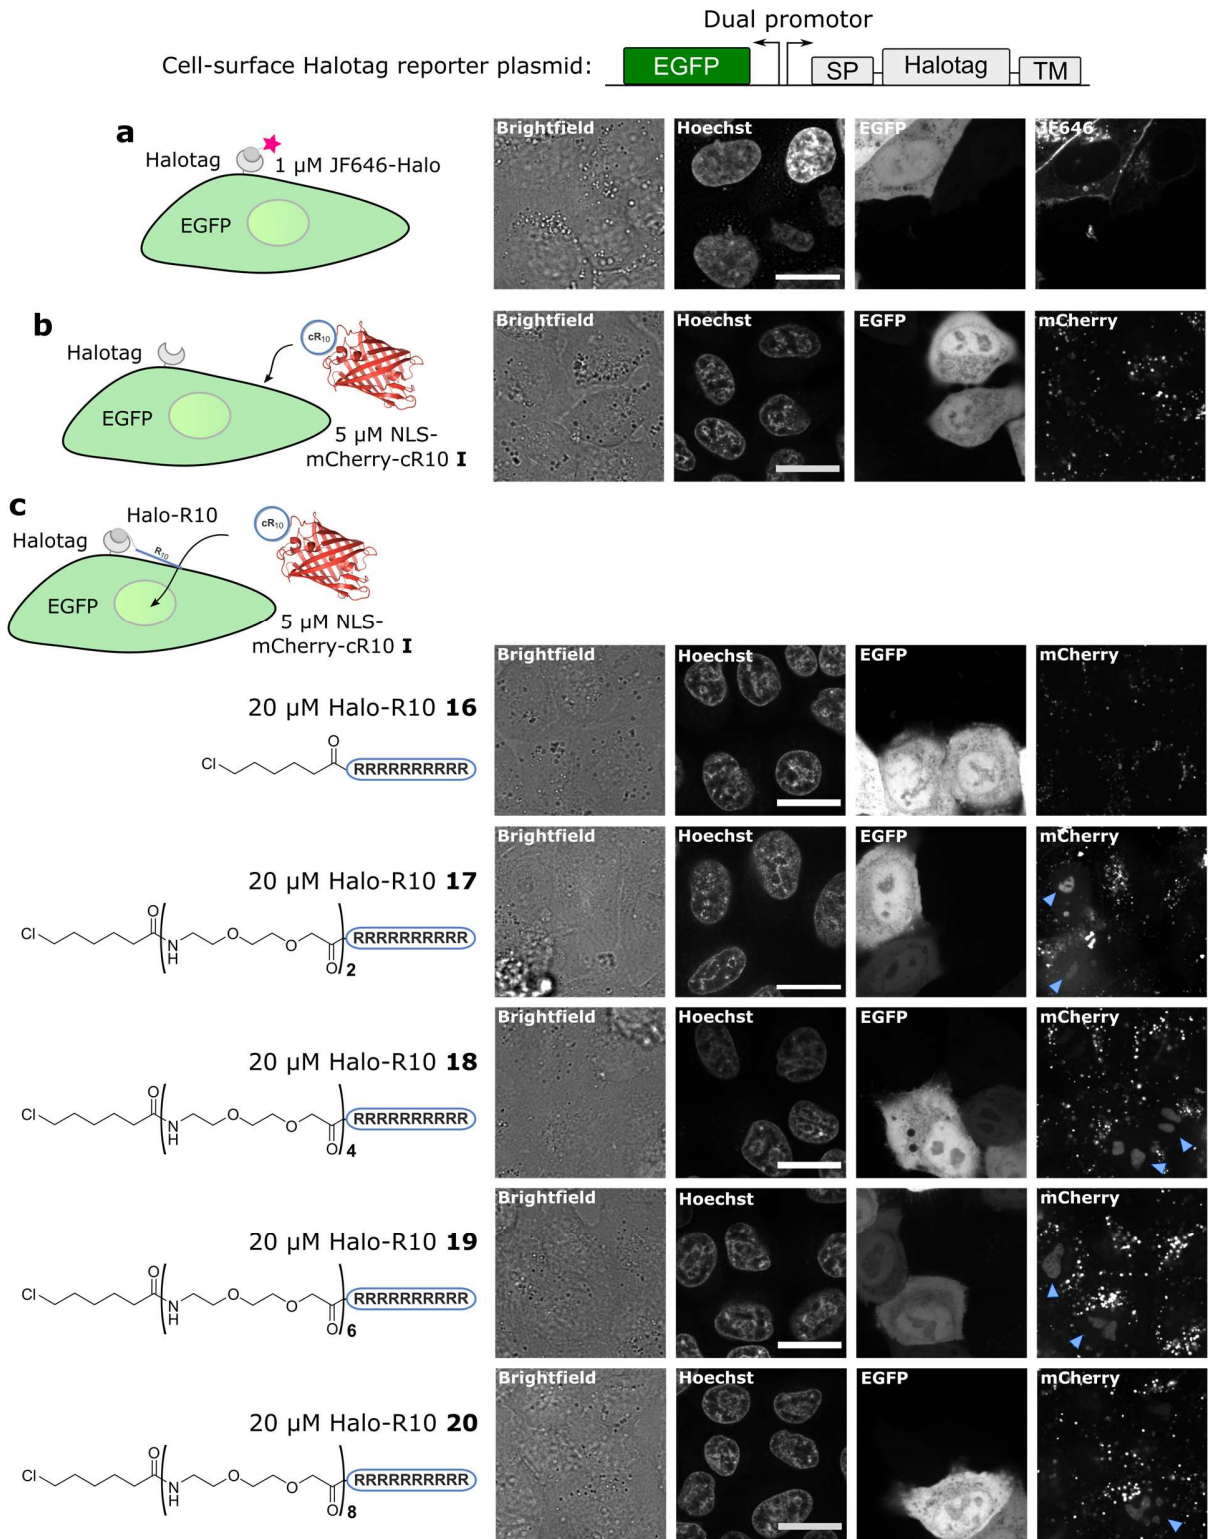 Dual promotor
Cell-surface Halotag reporter plasmid:
EGFP
SP
Halotag
TM
a
Halotag
1 µM JF646-Halo
EGFP
Brightfield
Hoechst
EGFP
JF646
b
Halotag
cR10
EGFP
5 µM NLS-
mCherry-cR10 I
Brightfield
Hoechst
EGFP
mCherry
c
Halo-R10
Halotag
R10
cR10
EGFP
5 µM NLS-
mCherry-cR10 I
Brightfield
Hoechst
EGFP
mCherry
20 µM Halo-R10 16
Cl
O
RRRRRRRRRR
Brightfield
Hoechst
EGFP
mCherry
20 µM Halo-R10 17
Cl
O
N
H
O
O
O
2
RRRRRRRRRR
Brightfield
Hoechst
EGFP
mCherry
20 µM Halo-R10 18
Cl
O
N
H
O
O
O
4
RRRRRRRRRR
Brightfield
Hoechst
EGFP
mCherry
20 µM Halo-R10 19
Cl
O
N
H
O
O
O
6
RRRRRRRRRR
Brightfield
Hoechst
EGFP
mCherry
20 µM Halo-R10 20
Cl
O
N
H
O
O
O
8
RRRRRRRRRR